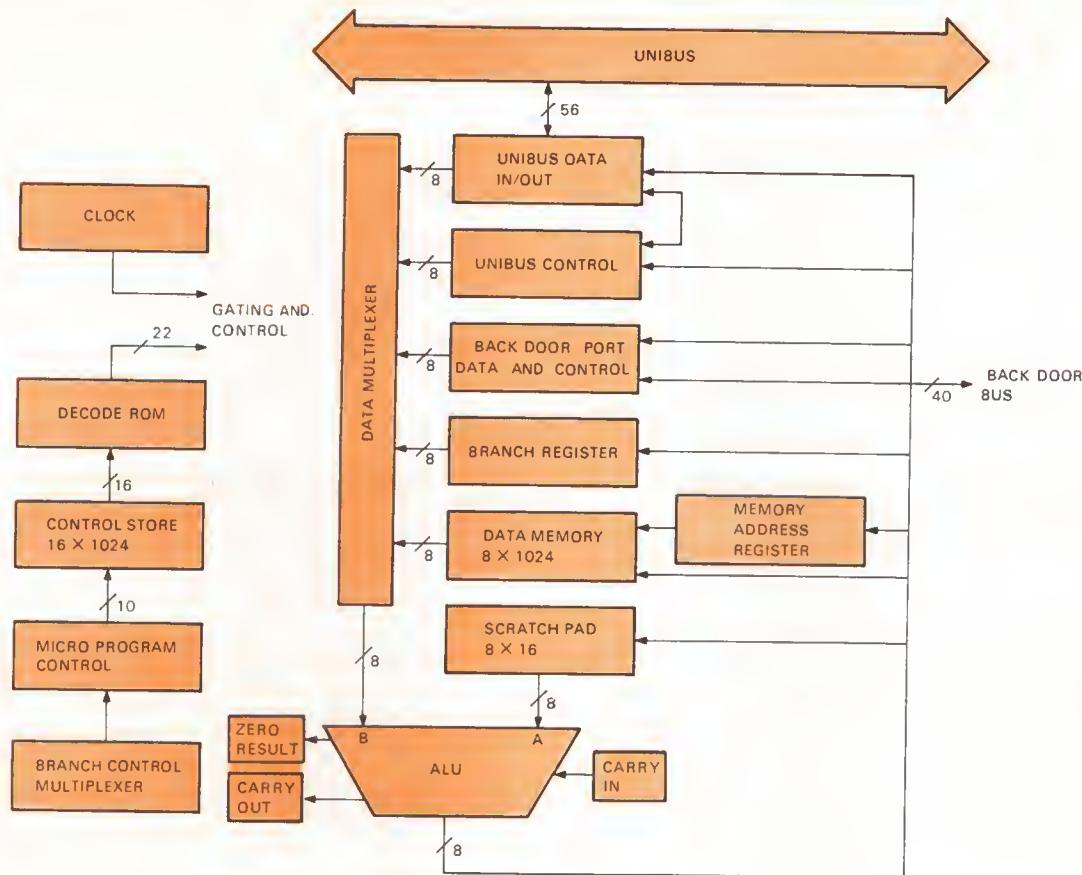 UNI8US
56
UNI8US OATA
IN/OUT
8
CLOCK
UNIBUS CONTROL
8
GATING AND.
CONTROL
22
DATA MULTIPLEXER
BACK DOOR PORT
DATA AND CONTROL
8
40
BACK DOOR
8US
DECODE ROM
8RANCH REGISTER
8
16
CONTROL STORE
16 X 1024
DATA MEMORY
8 X 1024
8
MEMORY
ADDRESS
REGISTER
10
MICRO PROGRAM
CONTROL
SCRATCH PAD
8 X 16
8
8
8RANCH CONTROL
MULTIPLEXER
ZERO
RESULT
B
A
ALU
CARRY
IN
CARRY
OUT
8